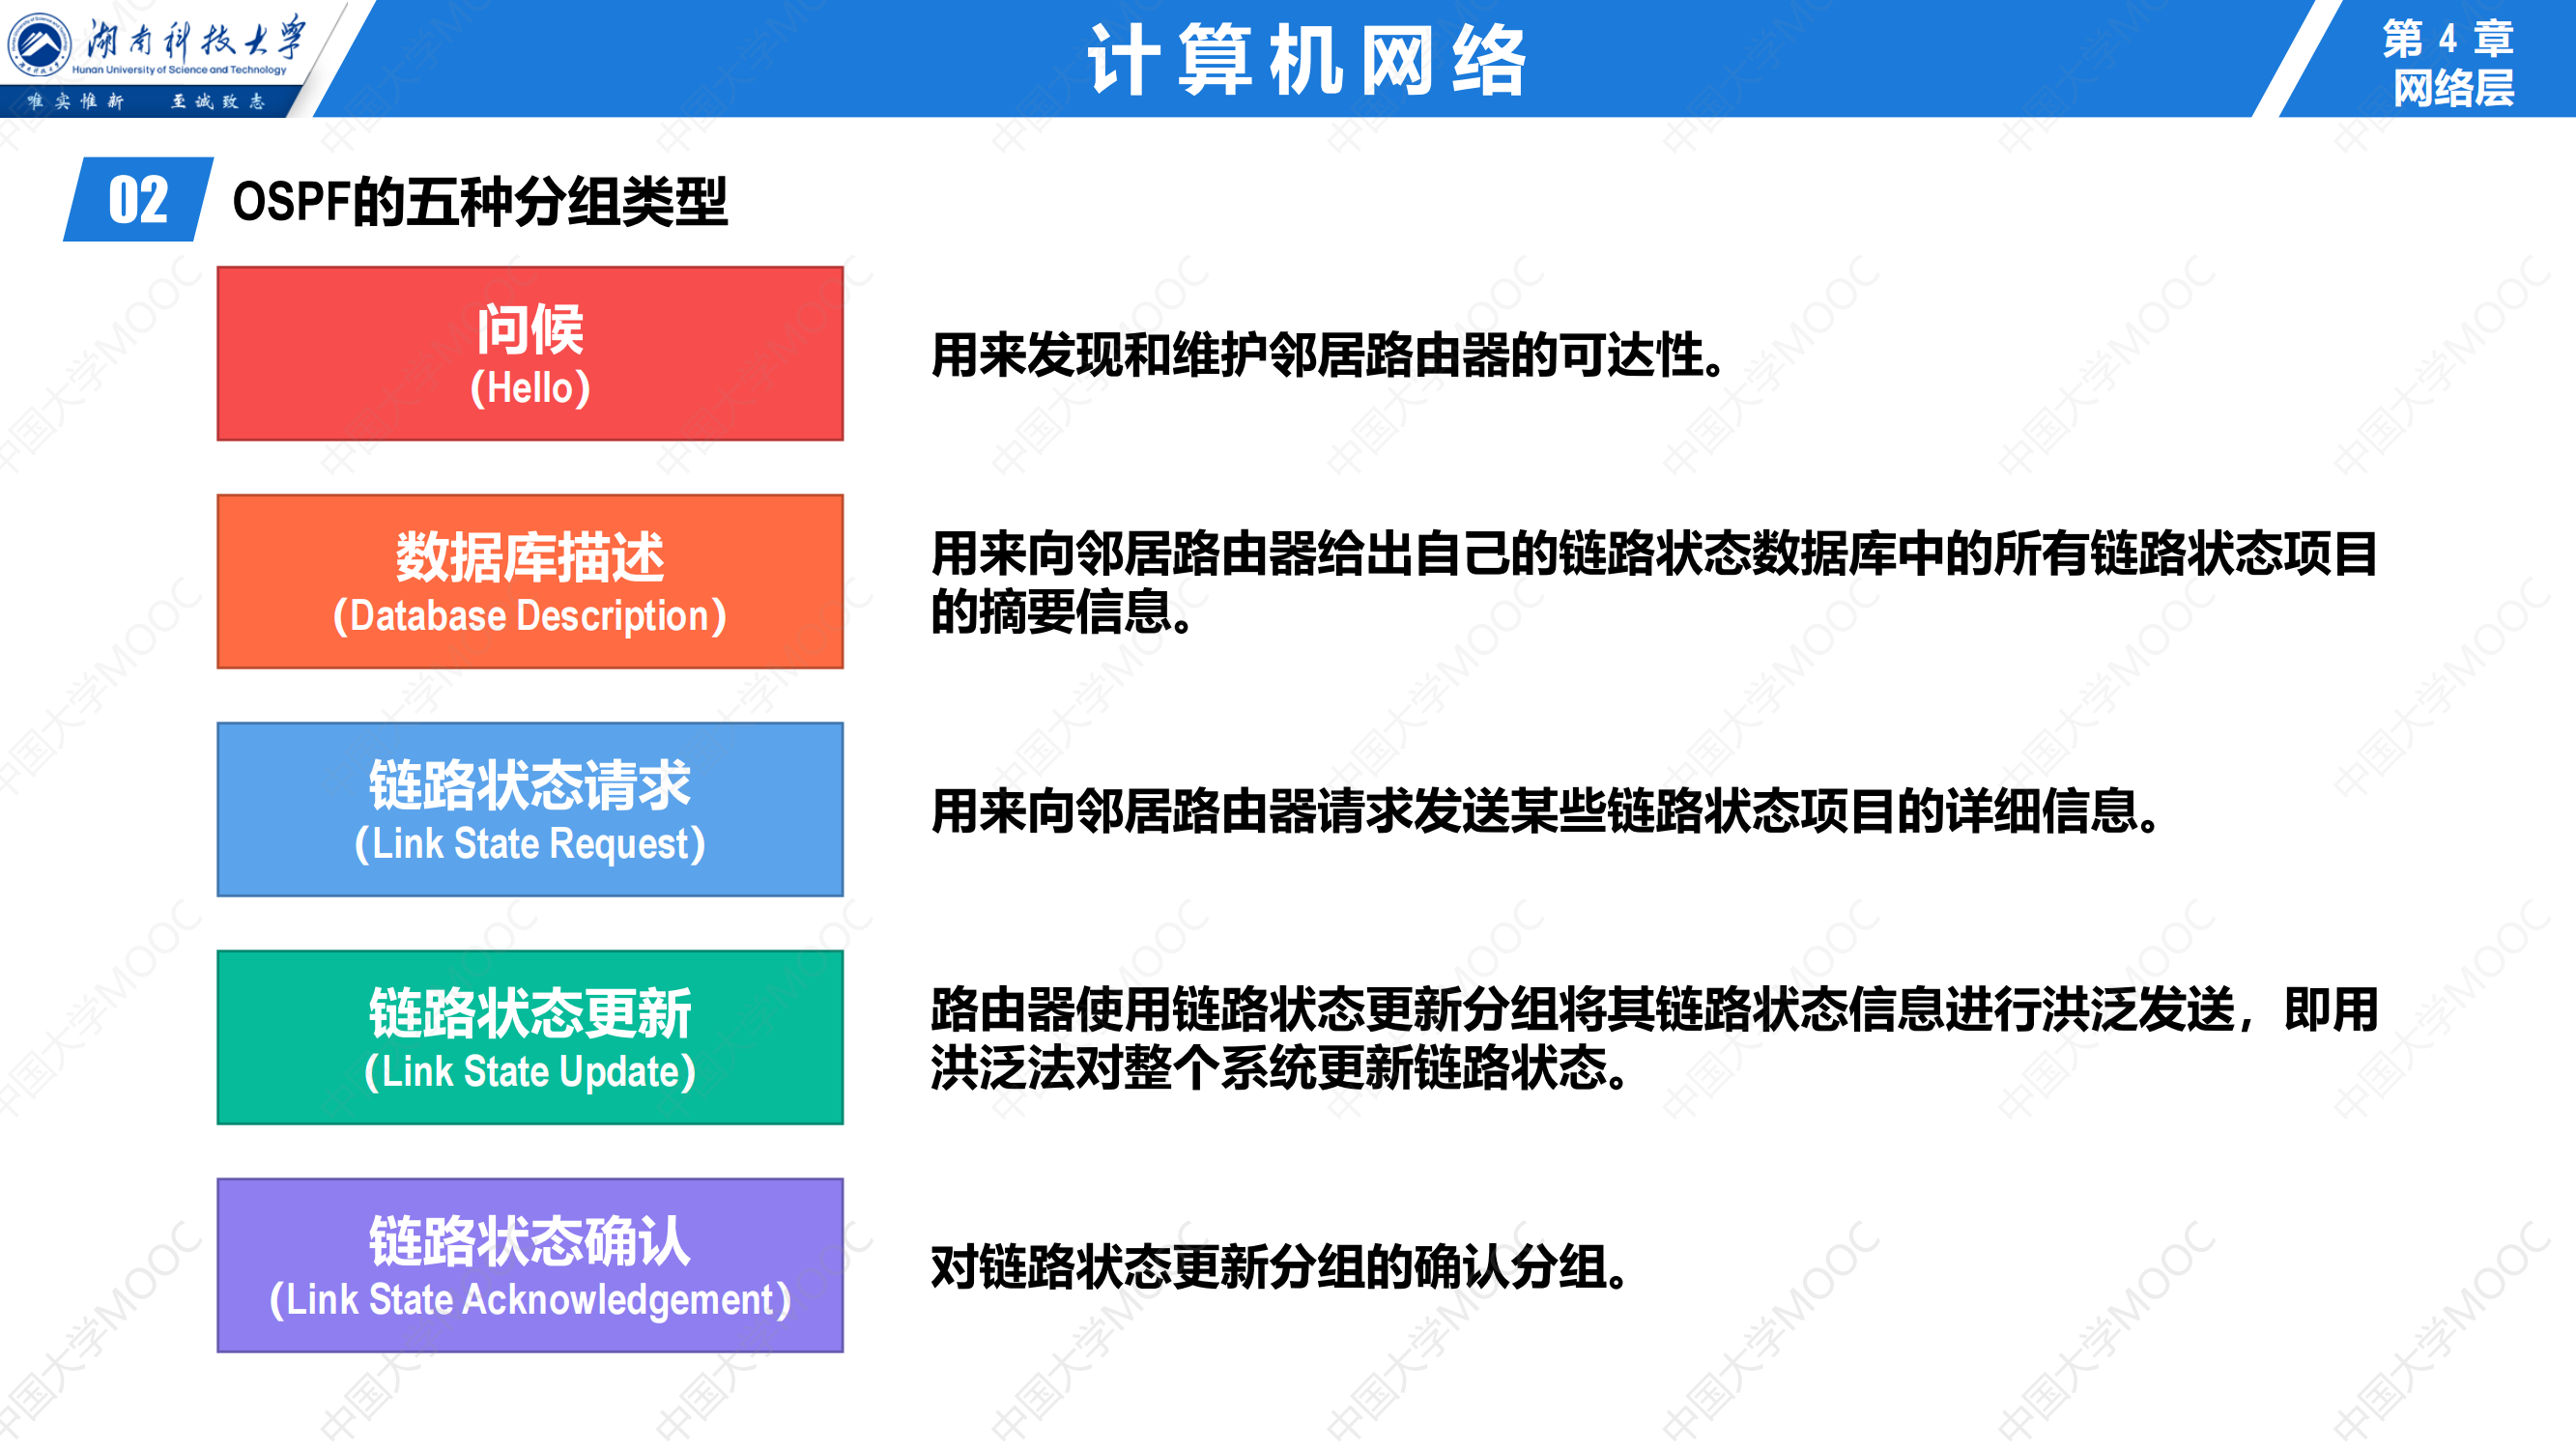 湖南科技大学
Hunan University of Science and Technology
唯实惟新 至诚致志
计算机网络
第 4 章
网络层
02
OSPF的五种分组类型
问候
(Hello)
用来发现和维护邻居路由器的可达性。
数据库描述
(Database Description)
用来向邻居路由器给出自己的链路状态数据库中的所有链路状态项目
的摘要信息。
链路状态请求
(Link State Request)
用来向邻居路由器请求发送某些链路状态项目的详细信息。
链路状态更新
(Link State Update)
路由器使用链路状态更新分组将其链路状态信息进行洪泛发送，即用
洪泛法对整个系统更新链路状态。
链路状态确认
(Link State Acknowledgement)
对链路状态更新分组的确认分组。
中国大学MOOC